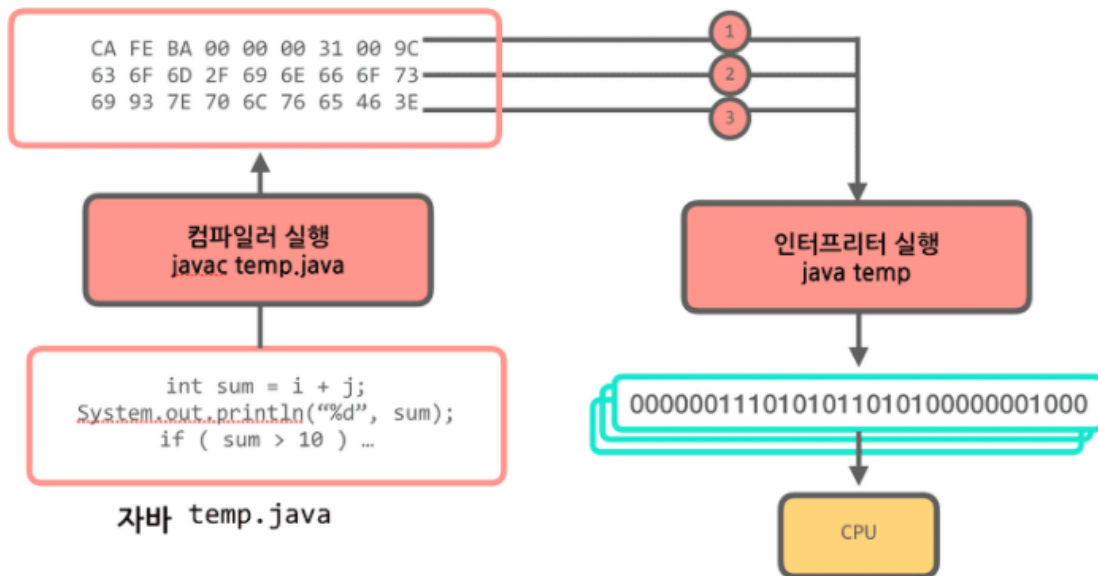 CA FE BA 00 00 00 31 00 9C
63 6F 6D 2F 69 6E 66 6F 73
69 93 7E 70 6C 76 65 46 3E
1
2
3
컴파일러 실행
javac temp.java
인터프리터 실행
java temp
int sum = i + j;
System.out.println(“%d”, sum);
if ( sum > 10 ) …
자바 temp.java
0000001110101011010100000001000
CPU